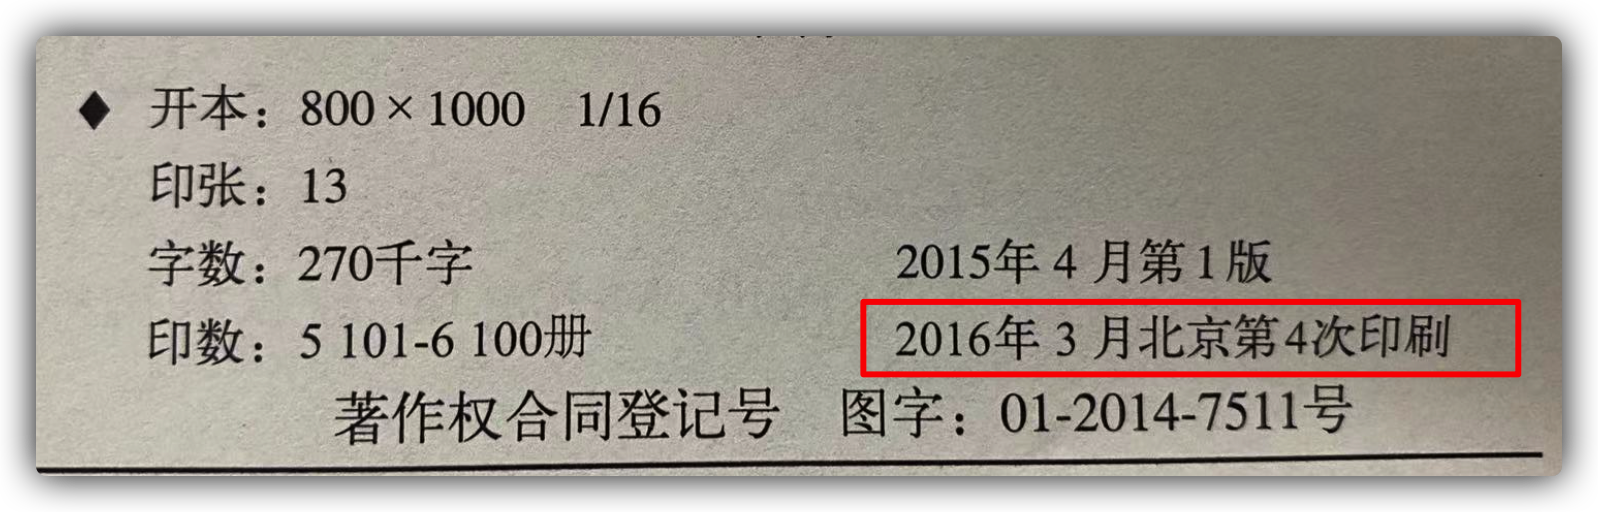 ◆ 开本：800 × 1000 1/16
印张：13
字数：270千字 2015年 4 月第 1 版
印数：5 101-6 100册 2016年 3 月北京第 4次印刷
著作权合同登记号 图字：01-2014-7511号